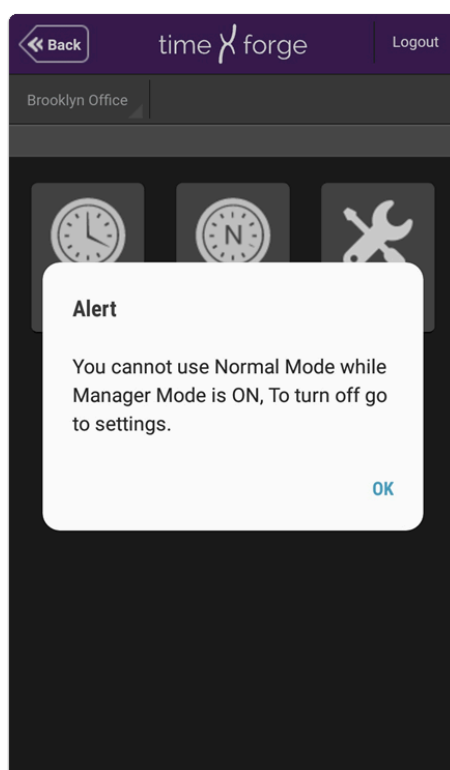 Back
time forge
Logout
Brooklyn Office
N
Alert
You cannot use Normal Mode while
Manager Mode is ON, To turn off go
to settings.
OK